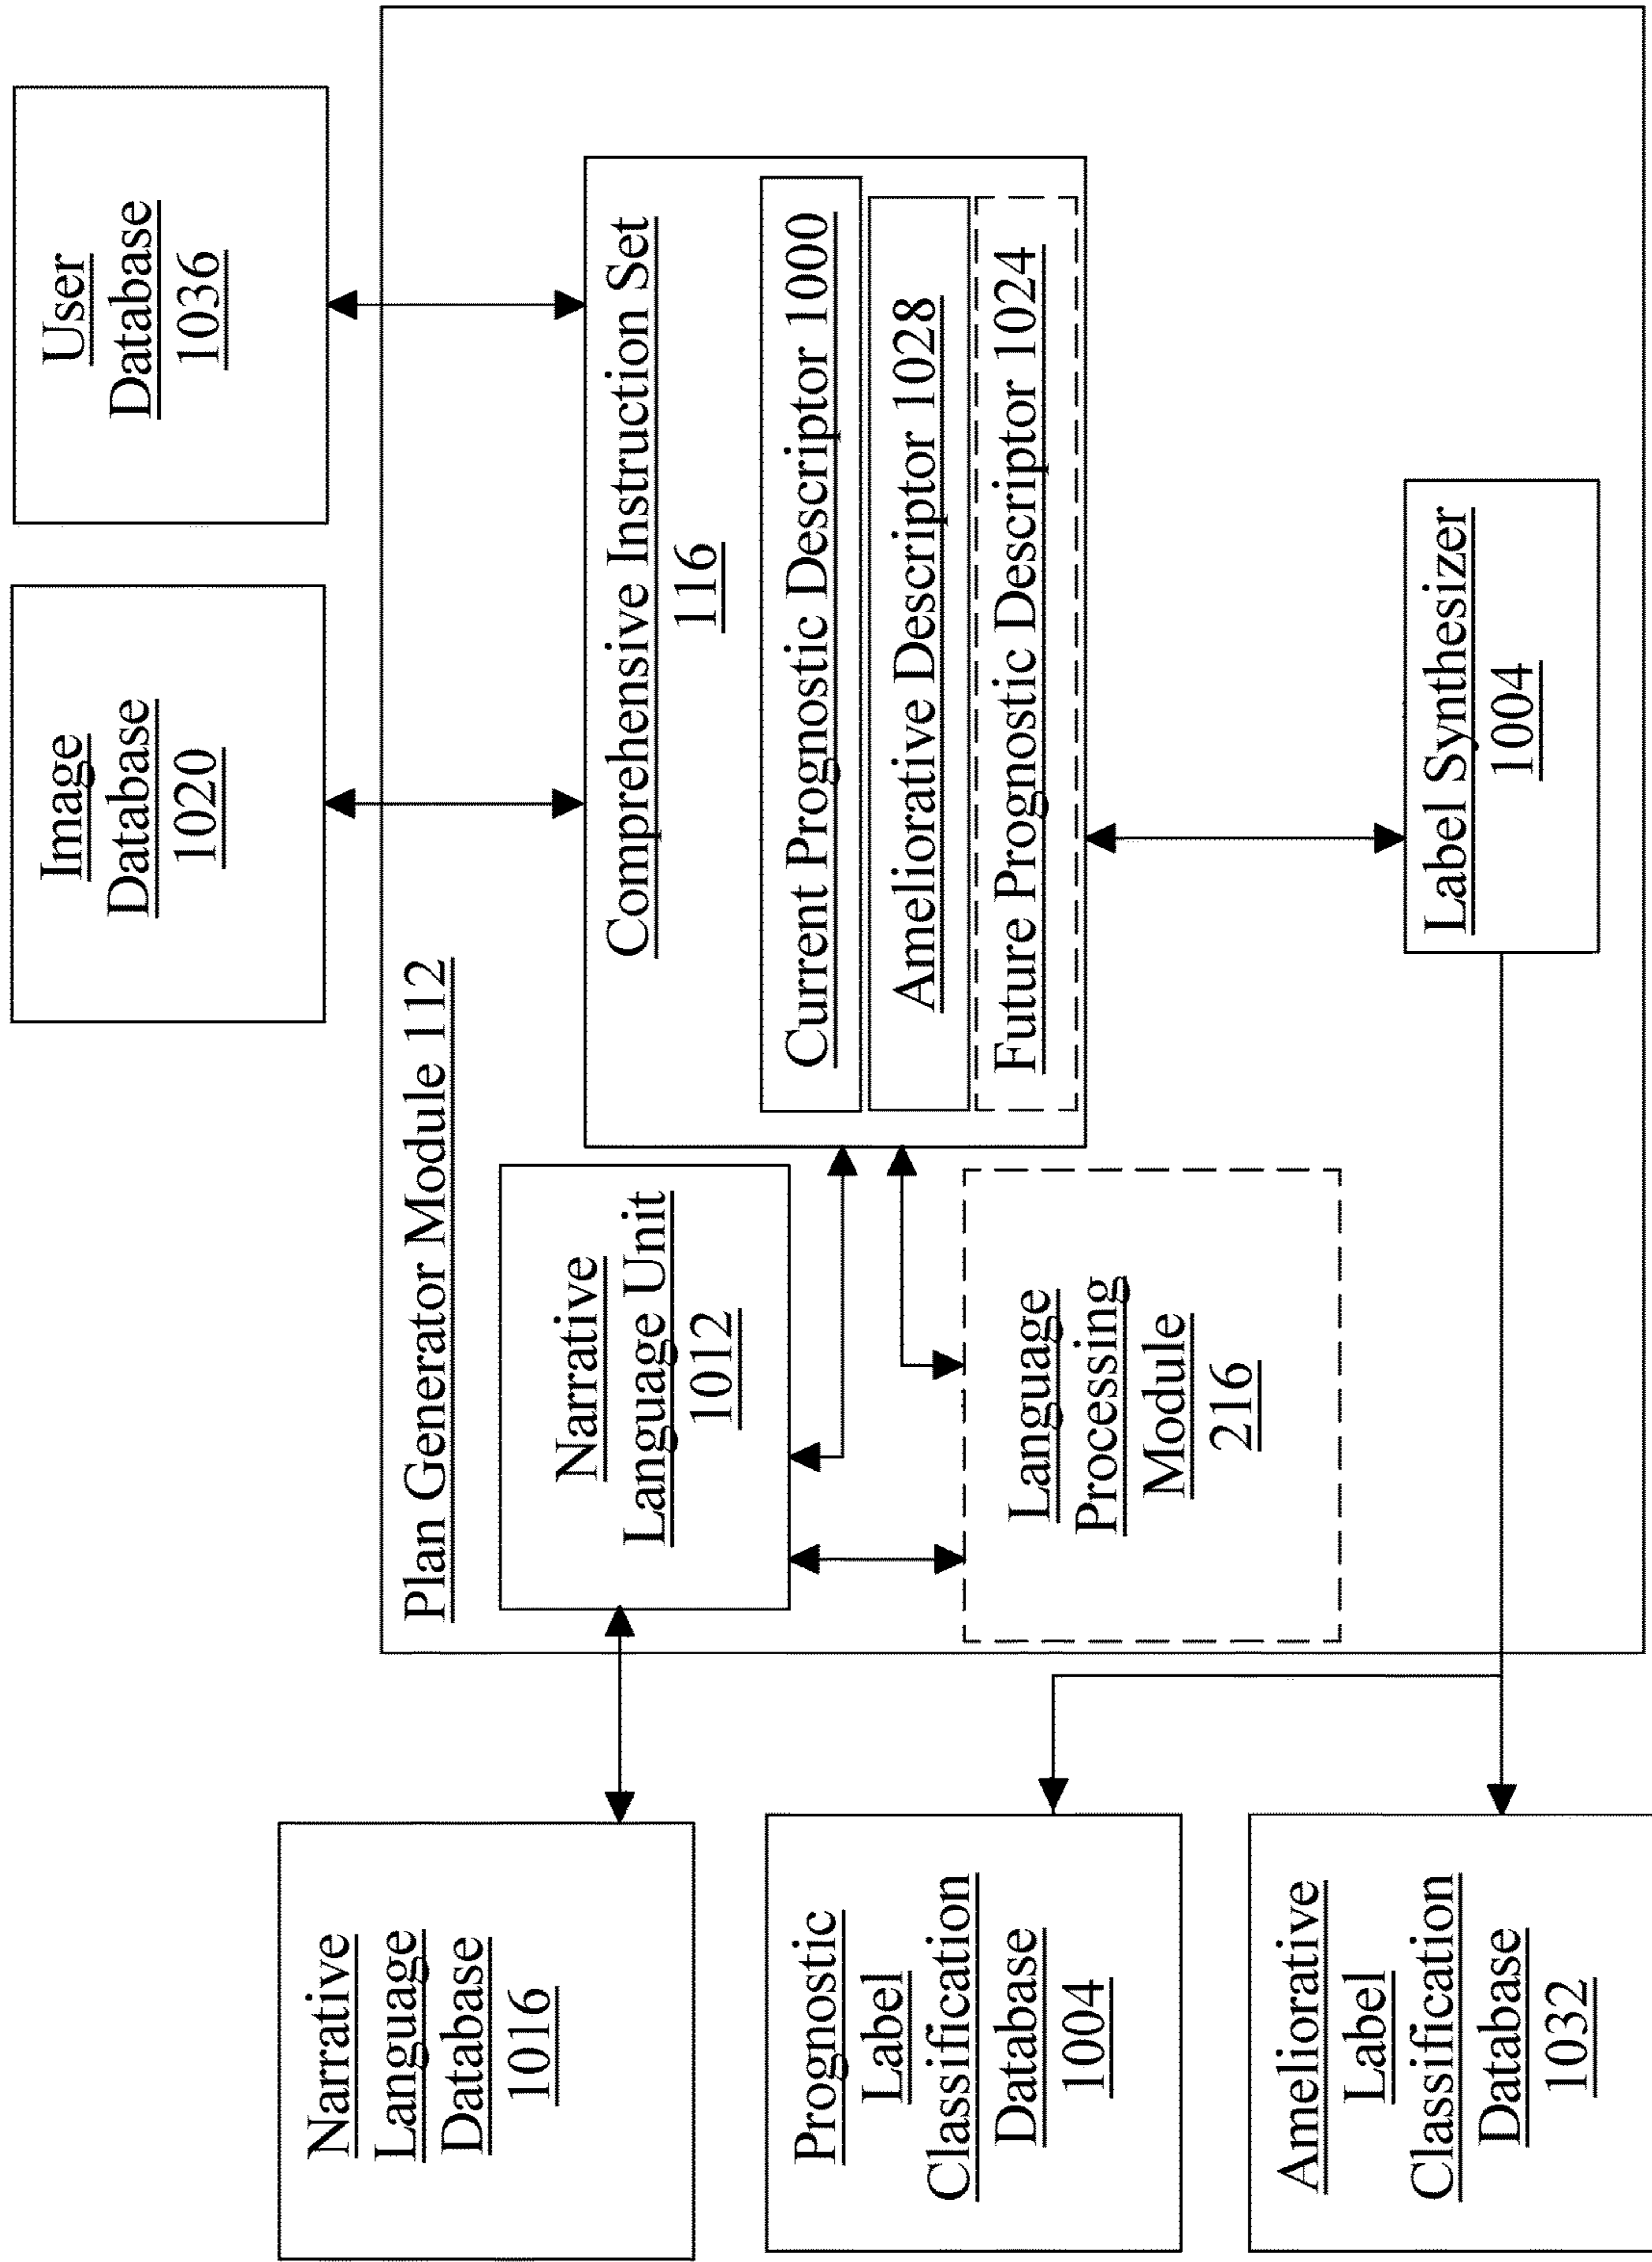 Image
Database
1020
User
Database
1036
Plan Generator Module 112
Narrative
Language Database
1016
Narrative
Language Unit
1012
Comprehensive Instruction Set
116
Current Prognostic Descriptor 1000
Ameliorative Descriptor 1028
Future Prognostic Descriptor 1024
Language
Processing
Module
216
Prognostic
Label
Classification
Database
1004
Ameliorative
Label
Classification
Database
1032
Label Synthesizer
1004